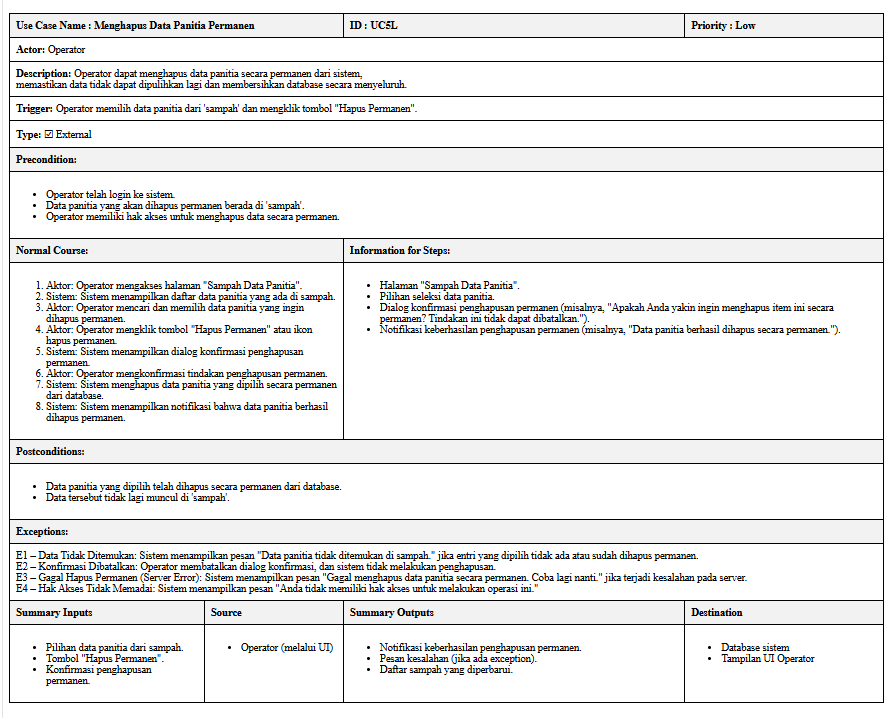 Use Case Name : Menghapus Data Panitia Permanen
ID : UC5L
Priority : Low
Actor: Operator
Description: Operator dapat menghapus data panitia secara permanen dari sistem,
memastikan data tidak dapat dipulihkan lagi dan membersihkan database secara menyeluruh.
Trigger: Operator memilih data panitia dari 'sampah' dan mengklik tombol "Hapus Permanen".
Type: ☑ External
Precondition:
• Operator telah login ke sistem.
• Data panitia yang akan dihapus permanen berada di 'sampah'.
• Operator memiliki hak akses untuk menghapus data secara permanen.
Normal Course:
1. Aktor: Operator mengakses halaman "Sampah Data Panitia".
2. Sistem: Sistem menampilkan daftar data panitia yang ada di sampah.
3. Aktor: Operator mencari dan memilih data panitia yang ingin
dihapus permanen.
4. Aktor: Operator mengklik tombol "Hapus Permanen" atau ikon
hapus permanen.
5. Sistem: Sistem menampilkan dialog konfirmasi penghapusan
permanen.
6. Aktor: Operator mengkonfirmasi tindakan penghapusan permanen.
7. Sistem: Sistem menghapus data panitia yang dipilih secara permanen
dari database.
8. Sistem: Sistem menampilkan notifikasi bahwa data panitia berhasil
dihapus permanen.
Information for Steps:
• Halaman "Sampah Data Panitia".
• Pilihan seleksi data panitia.
• Dialog konfirmasi penghapusan permanen (misalnya, "Apakah Anda yakin ingin menghapus item ini secara
permanen? Tindakan ini tidak dapat dibatalkan.").
• Notifikasi keberhasilan penghapusan permanen (misalnya, "Data panitia berhasil dihapus secara permanen.").
Postconditions:
• Data panitia yang dipilih telah dihapus secara permanen dari database.
• Data tersebut tidak lagi muncul di 'sampah'.
Exceptions:
E1 – Data Tidak Ditemukan: Sistem menampilkan pesan "Data panitia tidak ditemukan di sampah." jika entri yang dipilih tidak ada atau sudah dihapus permanen.
E2 – Konfirmasi Dibatalkan: Operator membatalkan dialog konfirmasi, dan sistem tidak melakukan penghapusan.
E3 – Gagal Hapus Permanen (Server Error): Sistem menampilkan pesan "Gagal menghapus data panitia secara permanen. Coba lagi nanti." jika terjadi kesalahan pada server.
E4 – Hak Akses Tidak Memadai: Sistem menampilkan pesan "Anda tidak memiliki hak akses untuk melakukan operasi ini."
Summary Inputs
• Pilihan data panitia dari sampah.
• Tombol "Hapus Permanen".
• Konfirmasi penghapusan
permanen.
Source
• Operator (melalui UI)
Summary Outputs
• Notifikasi keberhasilan penghapusan permanen.
• Pesan kesalahan (jika ada exception).
• Daftar sampah yang diperbarui.
Destination
• Database sistem
• Tampilan UI Operator